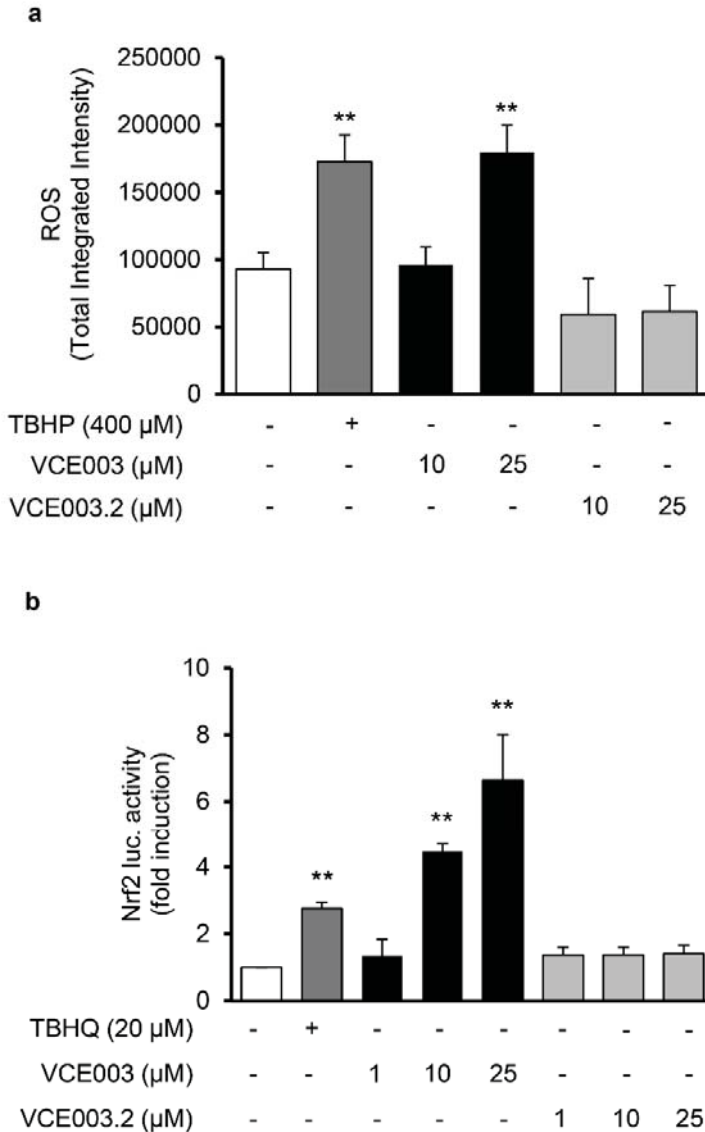 a
250000
200000
150000
100000
50000
0
ROS
(Total Integrated Intensity)
** **
TBHP (400 µM) - + - - - -
VCE003 (µM) - - 10 25 - -
VCE003.2 (µM) - - - - 10 25
b
10
8
6
4
2
0
Nrf2 luc. activity
(fold induction)
** ** **
TBHQ (20 µM) - + - - - - - -
VCE003 (µM) - - 1 10 25 - - -
VCE003.2 (µM) - - - - - 1 10 25